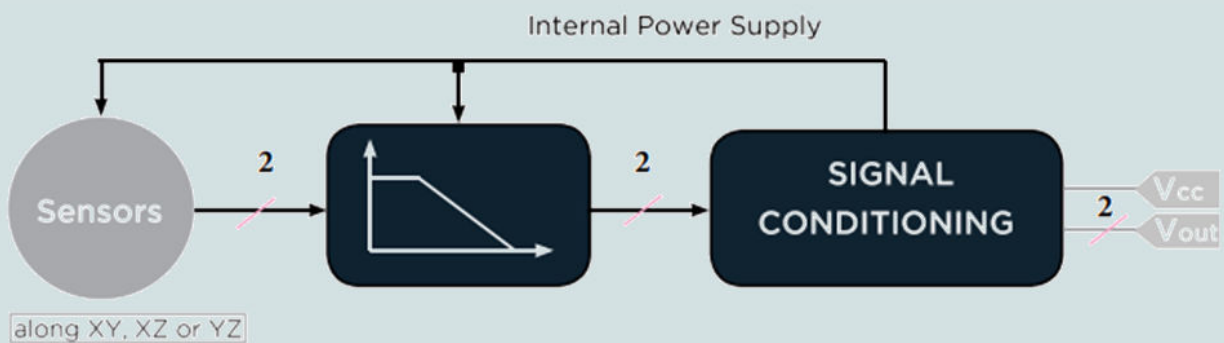 Internal Power Supply
2
2
SIGNAL
CONDITIONING
Sensors
Vcc
2
Vout
along XY, XZ or YZ